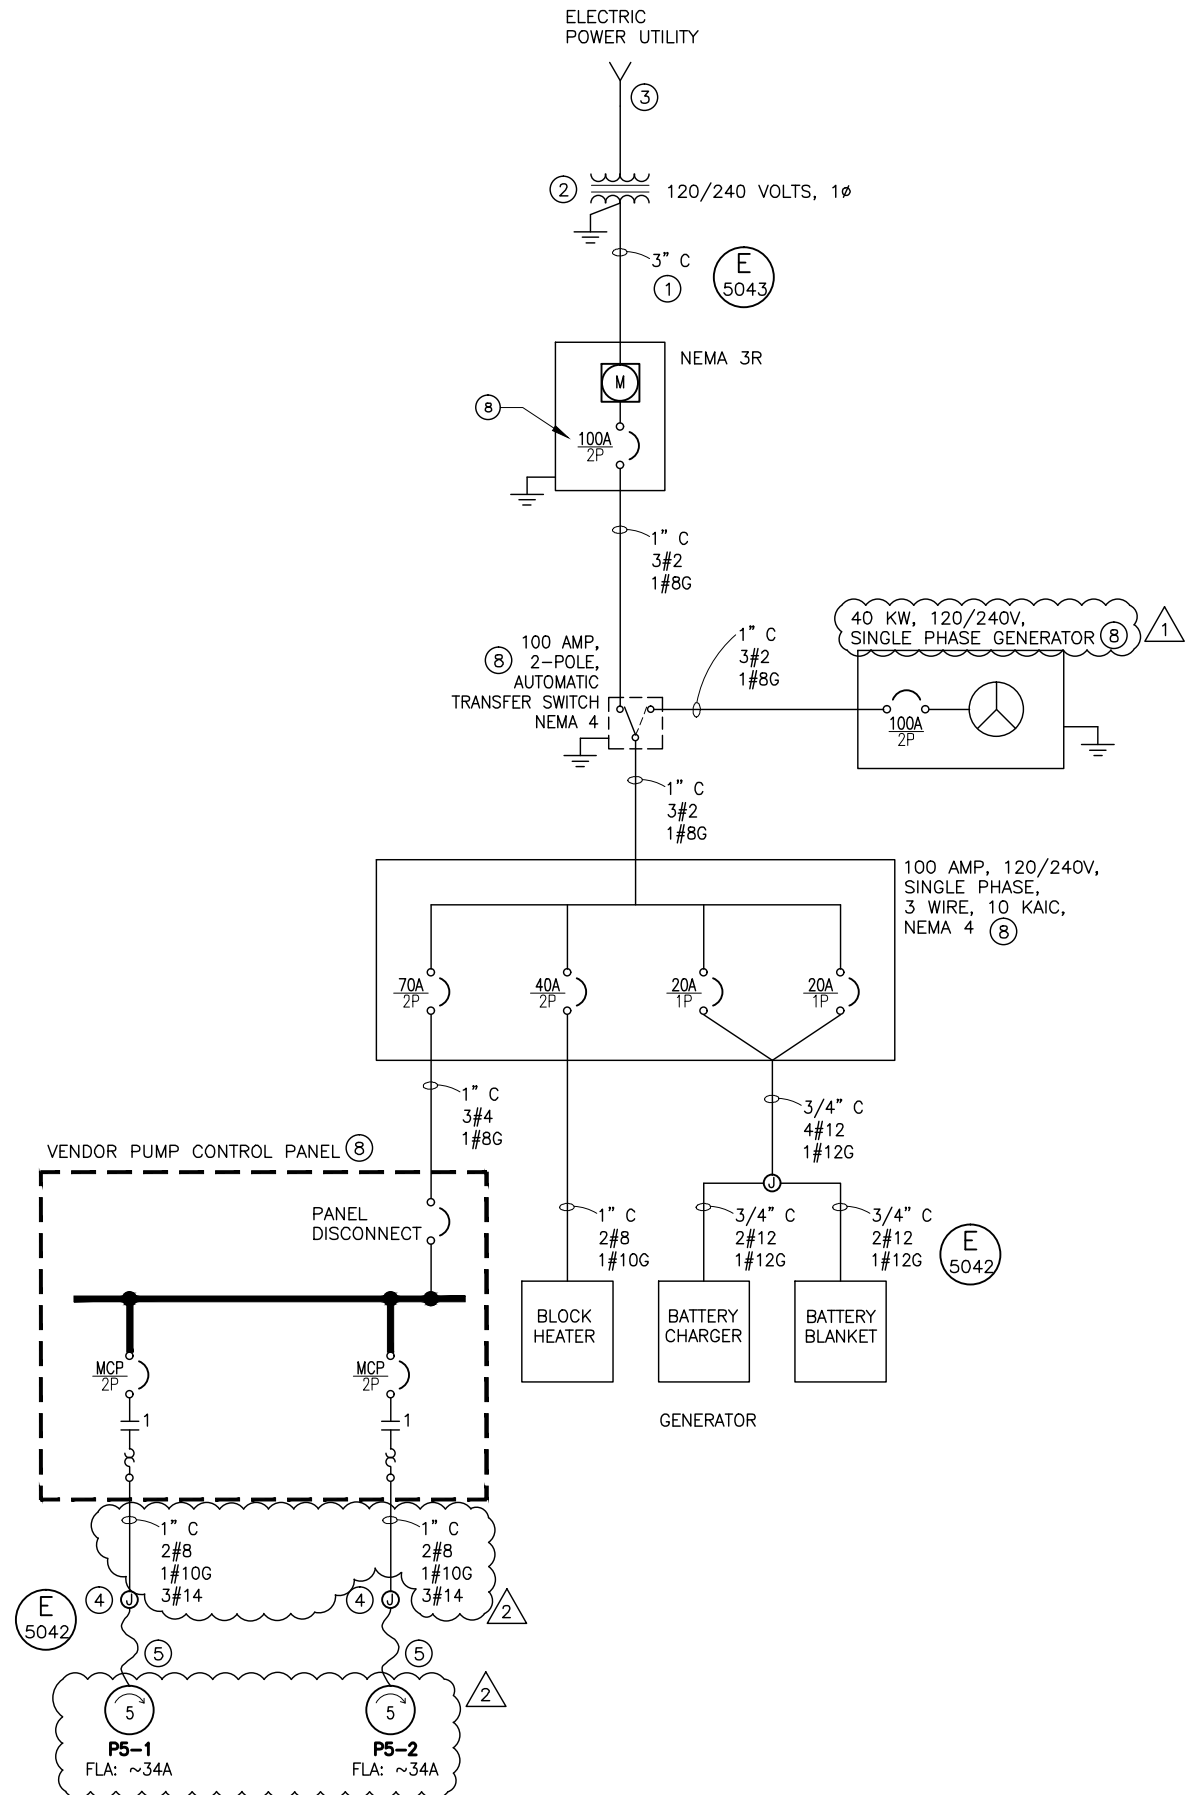 ELECTRIC
POWER UTILITY
3
2
120/240 VOLTS, 1ø
3" C
1
E
5043
NEMA 3R
M
8
100A
2P
1" C
3#2
1#8G
40 KW, 120/240V,
SINGLE PHASE GENERATOR 8
1
100 AMP,
8 2-POLE,
AUTOMATIC
TRANSFER SWITCH
NEMA 4
1" C
3#2
1#8G
100A
2P
1" C
3#2
1#8G
100 AMP, 120/240V,
SINGLE PHASE,
3 WIRE, 10 KAIC,
NEMA 4 8
70A
2P
40A
2P
20A
1P
20A
1P
1" C
3#4
1#8G
3/4" C
4#12
1#12G
J
VENDOR PUMP CONTROL PANEL 8
PANEL
DISCONNECT
1" C
2#8
1#10G
3/4" C
2#12
1#12G
3/4" C
2#12
1#12G
E
5042
BLOCK
HEATER
BATTERY
CHARGER
BATTERY
BLANKET
GENERATOR
MCP
2P
MCP
2P
1
1
1" C
2#8
1#10G
3#14
1" C
2#8
1#10G
3#14
4
J
4
J
2
E
5042
5
5
2
5
5
P5-1
FLA: ~34A
P5-2
FLA: ~34A